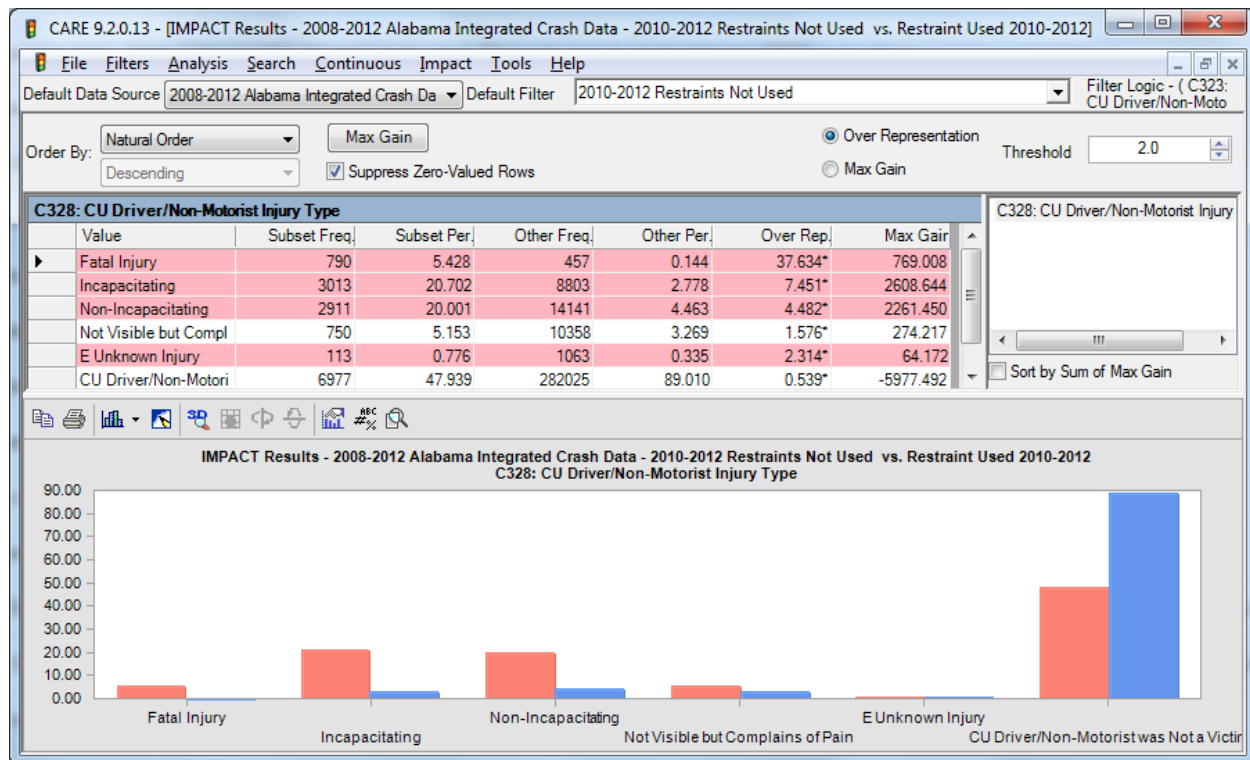 CARE 9.2.0.13 - [IMPACT Results - 2008-2012 Alabama Integrated Crash Data - 2010-2012 Restraints Not Used vs. Restraint Used 2010-2012]
File Filters Analysis Search Continuous Impact Tools Help
Default Data Source 2008-2012 Alabama Integrated Crash Da Default Filter 2010-2012 Restraints Not Used Filter Logic - ( C323:
CU Driver/Non-Moto
Order By: Natural Order Max Gain Over Representation Threshold 2.0
Descending Suppress Zero-Valued Rows Max Gain
C328: CU Driver/Non-Motorist Injury Type C328: CU Driver/Non-Motorist Injury
Value Subset Freq. Subset Per. Other Freq. Other Per. Over Rep. Max Gair
Fatal Injury 790 5.428 457 0.144 37.634* 769.008
Incapacitating 3013 20.702 8803 2.778 7.451* 2608.644
Non-Incapacitating 2911 20.001 14141 4.463 4.482* 2261.450
Not Visible but Compl 750 5.153 10358 3.269 1.576* 274.217
E Unknown Injury 113 0.776 1063 0.335 2.314* 64.172
CU Driver/Non-Motori 6977 47.939 282025 89.010 0.539* -5977.492
Sort by Sum of Max Gain
3D ABC #%
IMPACT Results - 2008-2012 Alabama Integrated Crash Data - 2010-2012 Restraints Not Used vs. Restraint Used 2010-2012
C328: CU Driver/Non-Motorist Injury Type
90.00
80.00
70.00
60.00
50.00
40.00
30.00
20.00
10.00
0.00
Fatal Injury Non-Incapacitating E Unknown Injury
Incapacitating Not Visible but Complains of Pain CU Driver/Non-Motorist was Not a Victir